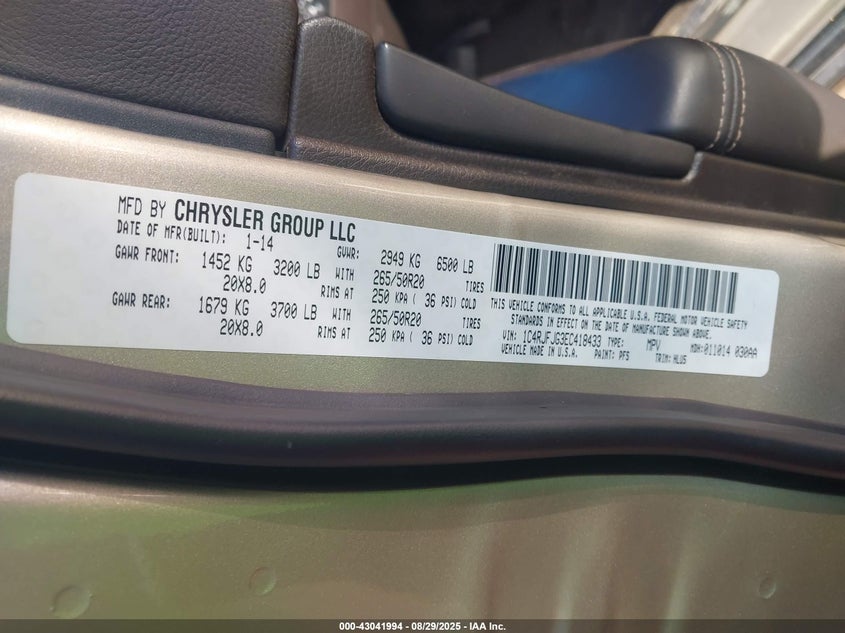 MFD BY CHRYSLER GROUP LLC
DATE OF MFR(BUILT): 1-14 GVWR: 2949 KG 6500 LB
GAWR FRONT: 1452 KG 3200 LB WITH 265/50R20 TIRES
20X8.0 RIMS AT 250 KPA ( 36 PSI) COLD
GAWR REAR: 1679 KG 3700 LB WITH 265/50R20 TIRES
20X8.0 RIMS AT 250 KPA ( 36 PSI) COLD
THIS VEHICLE CONFORMS TO ALL APPLICABLE U.S.A. FEDERAL MOTOR VEHICLE SAFETY
STANDARDS IN EFFECT ON THE DATE OF MANUFACTURE SHOWN ABOVE.
VIN: 1C4RJFJG3EC418433 TYPE: MPV MDH:011014 030AA
VEHICLE MADE IN: U.S.A. PAINT: PFS TRIM: HLU5
000-43041994 | 08/29/2025 - IAA Inc.